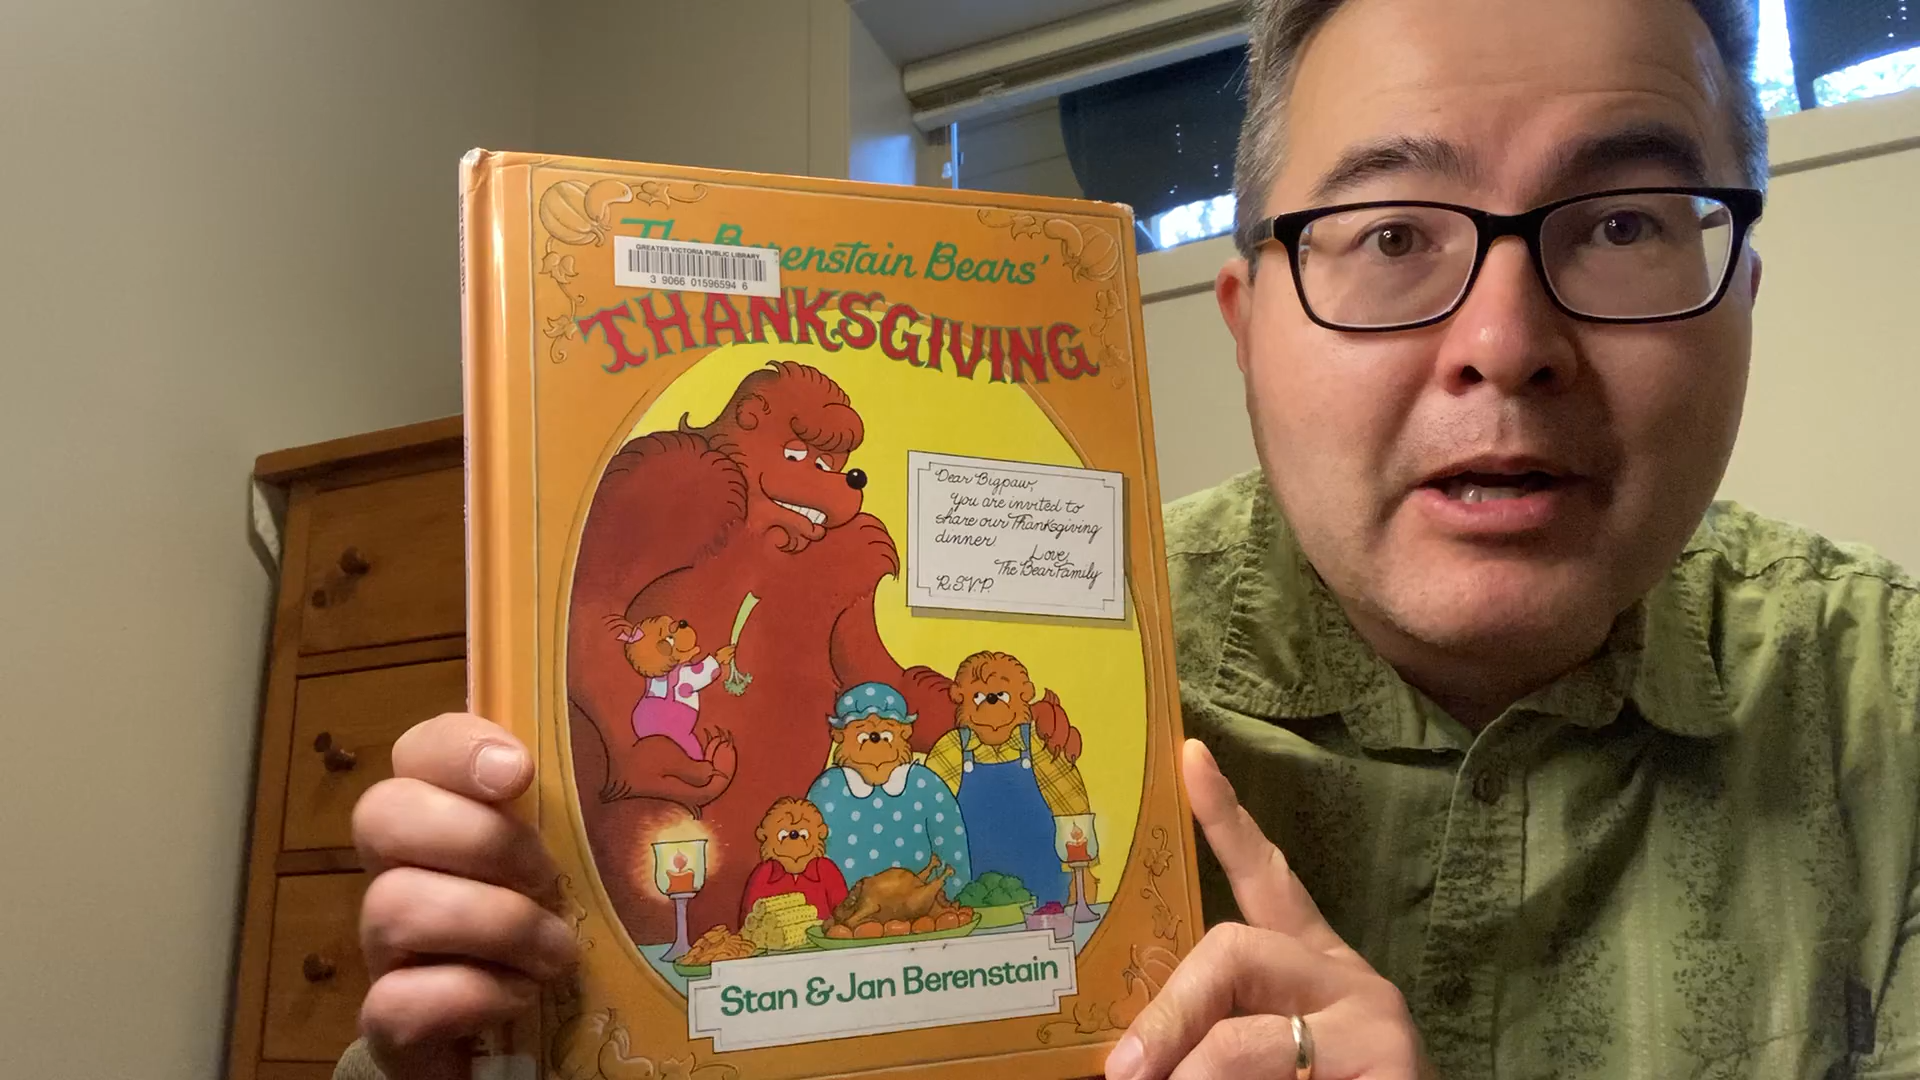 The Berenstain Bears'
GREATER VICTORIA PUBLIC LIBRARY
3 9066 01596594 6
THANKSGIVING
Dear Bigpaw,
you are invited to
share our Thanksgiving
dinner.
Love,
The Bear Family
R.S.V.P.
Stan & Jan Berenstain